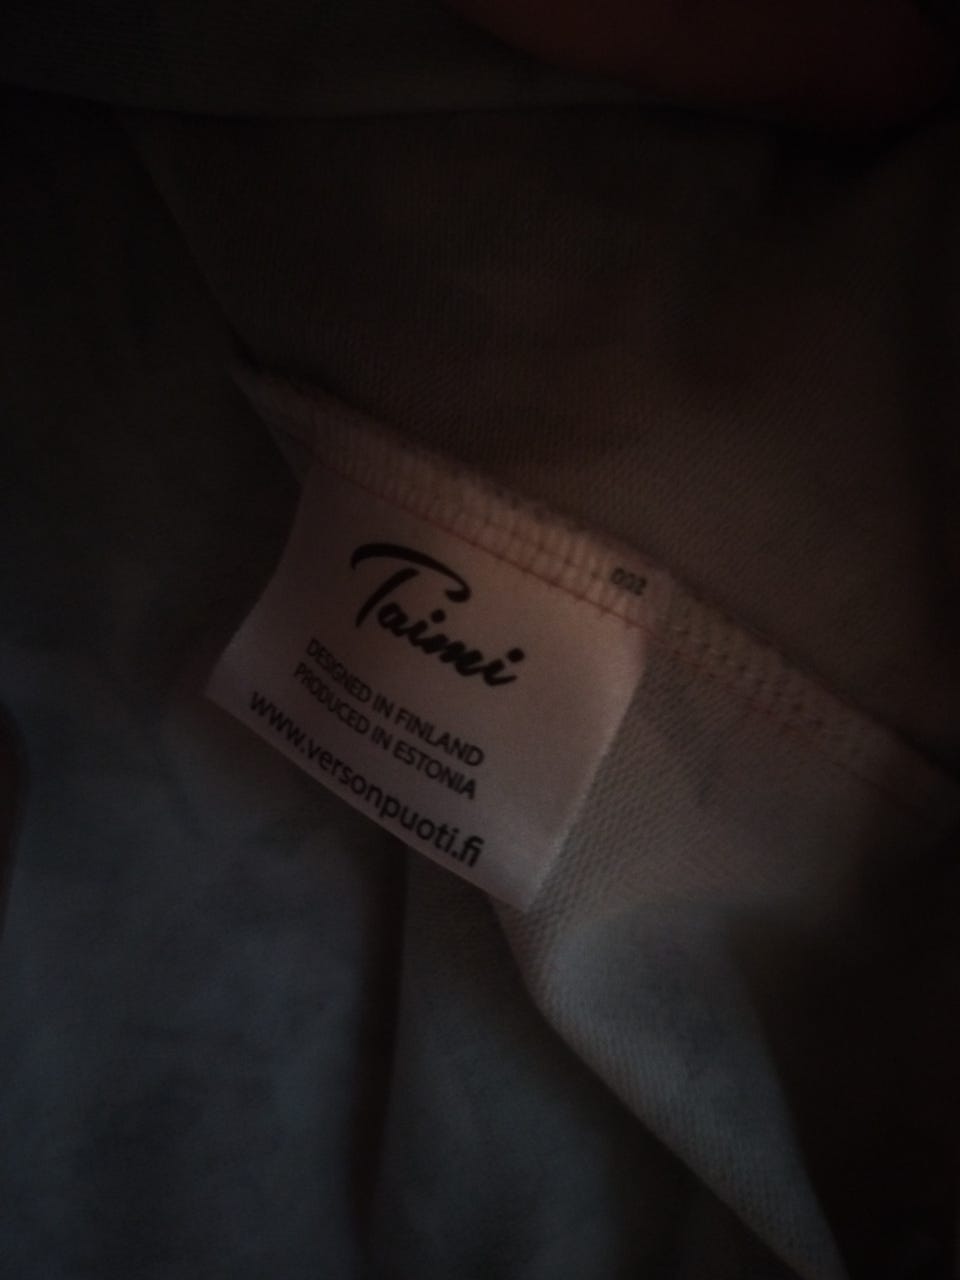 Taimi
DESIGNED IN FINLAND
PRODUCED IN ESTONIA
www.versonpuoti.fi